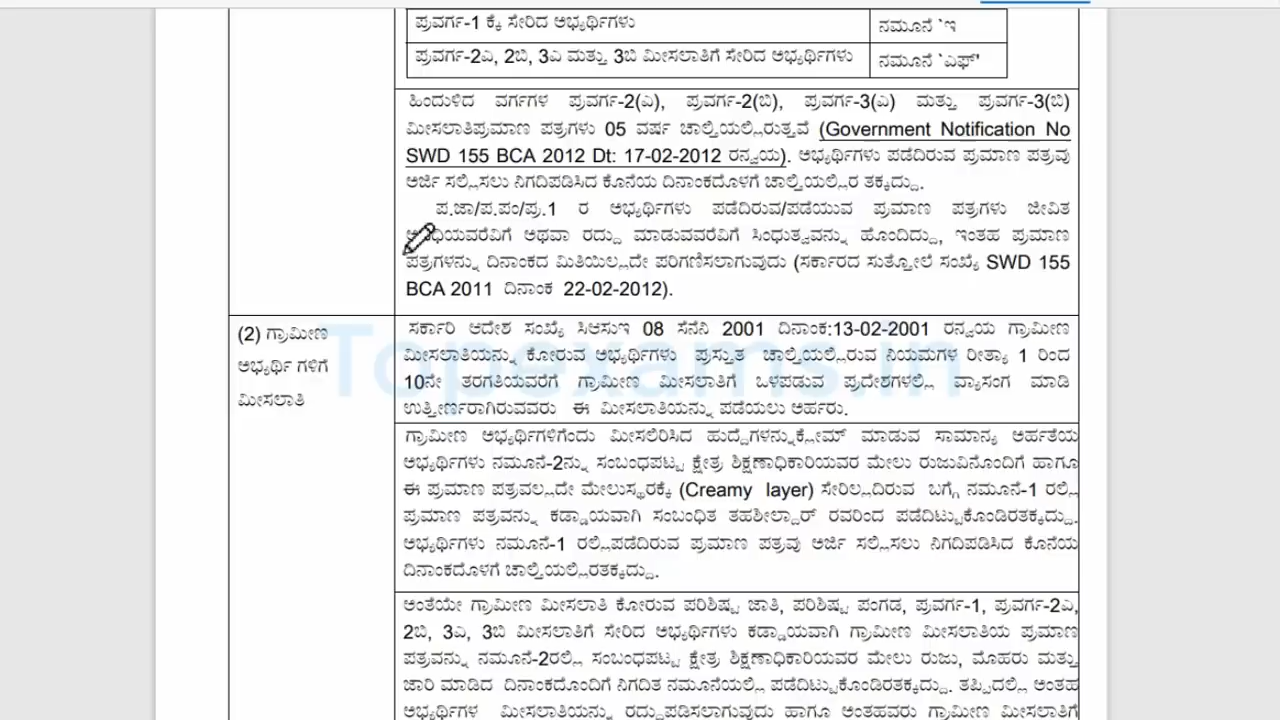 ಪ್ರವರ್ಗ-1 ಕ್ಕೆ ಸೇರಿದ ಅಭ್ಯರ್ಥಿಗಳು ನಮೂನೆ `ಇ
ಪ್ರವರ್ಗ-2ಎ, 2ಬಿ, 3ಎ ಮತ್ತು 3ಬಿ ಮೀಸಲಾತಿಗೆ ಸೇರಿದ ಅಭ್ಯರ್ಥಿಗಳು ನಮೂನೆ `ಎಫ್'
ಹಿಂದುಳಿದ ವರ್ಗಗಳ ಪ್ರವರ್ಗ-2(ಎ), ಪ್ರವರ್ಗ-2(ಬಿ), ಪ್ರವರ್ಗ-3(ಎ) ಮತ್ತು ಪ್ರವರ್ಗ-3(ಬಿ)
ಮೀಸಲಾತಿಪ್ರಮಾಣ ಪತ್ರಗಳು 05 ವರ್ಷ ಚಾಲ್ತಿಯಲ್ಲಿರುತ್ತವೆ (Government Notification No
SWD 155 BCA 2012 Dt: 17-02-2012 ರನ್ವಯ). ಅಭ್ಯರ್ಥಿಗಳು ಪಡೆದಿರುವ ಪ್ರಮಾಣ ಪತ್ರವು
ಅರ್ಜಿ ಸಲ್ಲಿಸಲು ನಿಗದಿಪಡಿಸಿದ ಕೊನೆಯ ದಿನಾಂಕದೊಳಗೆ ಚಾಲ್ತಿಯಲ್ಲಿರ ತಕ್ಕದ್ದು.
ಪ.ಜಾ/ಪ.ಪಂ/ಪ್ರ.1 ರ ಅಭ್ಯರ್ಥಿಗಳು ಪಡೆದಿರುವ/ಪಡೆಯುವ ಪ್ರಮಾಣ ಪತ್ರಗಳು ಜೀವಿತ
ಅವಧಿಯವರೆವಿಗೆ ಅಥವಾ ರದ್ದು ಮಾಡುವವರೆವಿಗೆ ಸಿಂಧುತ್ವವನ್ನು ಹೊಂದಿದ್ದು, ಇಂತಹ ಪ್ರಮಾಣ
ಪತ್ರಗಳನ್ನು ದಿನಾಂಕದ ಮಿತಿಯಿಲ್ಲದೇ ಪರಿಗಣಿಸಲಾಗುವುದು (ಸರ್ಕಾರದ ಸುತ್ತೋಲೆ ಸಂಖ್ಯೆ SWD 155
BCA 2011 ದಿನಾಂಕ 22-02-2012).
(2) ಗ್ರಾಮೀಣ
ಅಭ್ಯರ್ಥಿ ಗಳಿಗೆ
ಮೀಸಲಾತಿ
ಸರ್ಕಾರಿ ಆದೇಶ ಸಂಖ್ಯೆ ಸಿಆಸುಇ 08 ಸೆನೆನಿ 2001 ದಿನಾಂಕ:13-02-2001 ರನ್ವಯ ಗ್ರಾಮೀಣ
ಮೀಸಲಾತಿಯನ್ನು ಕೋರುವ ಅಭ್ಯರ್ಥಿಗಳು ಪ್ರಸ್ತುತ ಚಾಲ್ತಿಯಲ್ಲಿರುವ ನಿಯಮಗಳ ರೀತ್ಯಾ 1 ರಿಂದ
10ನೇ ತರಗತಿಯವರೆಗೆ ಗ್ರಾಮೀಣ ಮೀಸಲಾತಿಗೆ ಒಳಪಡುವ ಪ್ರದೇಶಗಳಲ್ಲಿ ವ್ಯಾಸಂಗ ಮಾಡಿ
ಉತ್ತೀರ್ಣರಾಗಿರುವವರು ಈ ಮೀಸಲಾತಿಯನ್ನು ಪಡೆಯಲು ಅರ್ಹರು.
Topexams.in
ಗ್ರಾಮೀಣ ಅಭ್ಯರ್ಥಿಗಳಿಗೆಂದು ಮೀಸಲಿರಿಸಿದ ಹುದ್ದೆಗಳನ್ನುಕ್ಲೇಮ್ ಮಾಡುವ ಸಾಮಾನ್ಯ ಅರ್ಹತೆಯ
ಅಭ್ಯರ್ಥಿಗಳು ನಮೂನೆ-2ನ್ನು ಸಂಬಂಧಪಟ್ಟ ಕ್ಷೇತ್ರ ಶಿಕ್ಷಣಾಧಿಕಾರಿಯವರ ಮೇಲು ರುಜುವಿನೊಂದಿಗೆ ಹಾಗೂ
ಈ ಪ್ರಮಾಣ ಪತ್ರವಲ್ಲದೇ ಮೇಲುಸ್ಥರಕ್ಕೆ (Creamy layer) ಸೇರಿಲ್ಲದಿರುವ ಬಗ್ಗೆ ನಮೂನೆ-1 ರಲ್ಲಿ
ಪ್ರಮಾಣ ಪತ್ರವನ್ನು ಕಡ್ಡಾಯವಾಗಿ ಸಂಬಂಧಿತ ತಹಶೀಲ್ದಾರ್ ರವರಿಂದ ಪಡೆದಿಟ್ಟುಕೊಂಡಿರತಕ್ಕದ್ದು.
ಅಭ್ಯರ್ಥಿಗಳು ನಮೂನೆ-1 ರಲ್ಲಿಪಡೆದಿರುವ ಪ್ರಮಾಣ ಪತ್ರವು ಅರ್ಜಿ ಸಲ್ಲಿಸಲು ನಿಗದಿಪಡಿಸಿದ ಕೊನೆಯ
ದಿನಾಂಕದೊಳಗೆ ಚಾಲ್ತಿಯಲ್ಲಿರತಕ್ಕದ್ದು.
ಅಂತೆಯೇ ಗ್ರಾಮೀಣ ಮೀಸಲಾತಿ ಕೋರುವ ಪರಿಶಿಷ್ಟ ಜಾತಿ, ಪರಿಶಿಷ್ಟ ಪಂಗಡ, ಪ್ರವರ್ಗ-1, ಪ್ರವರ್ಗ-2ಎ,
2ಬಿ, 3ಎ, 3ಬಿ ಮೀಸಲಾತಿಗೆ ಸೇರಿದ ಅಭ್ಯರ್ಥಿಗಳು ಕಡ್ಡಾಯವಾಗಿ ಗ್ರಾಮೀಣ ಮೀಸಲಾತಿಯ ಪ್ರಮಾಣ
ಪತ್ರವನ್ನು ನಮೂನೆ-2ರಲ್ಲಿ ಸಂಬಂಧಪಟ್ಟ ಕ್ಷೇತ್ರ ಶಿಕ್ಷಣಾಧಿಕಾರಿಯವರ ಮೇಲು ರುಜು, ಮೊಹರು ಮತ್ತು
ಜಾರಿ ಮಾಡಿದ ದಿನಾಂಕದೊಂದಿಗೆ ನಿಗದಿತ ನಮೂನೆಯಲ್ಲಿ ಪಡೆದಿಟ್ಟುಕೊಂಡಿರತಕ್ಕದ್ದು. ತಪ್ಪಿದಲ್ಲಿ ಅಂತಹ
ಅಭ್ಯರ್ಥಿಗಳ ಮೀಸಲಾತಿಯನ್ನು ರದ್ದುಪಡಿಸಲಾಗುವುದು ಹಾಗೂ ಅಂತಹವರು ಗ್ರಾಮೀಣ ಮೀಸಲಾತಿಗೆ